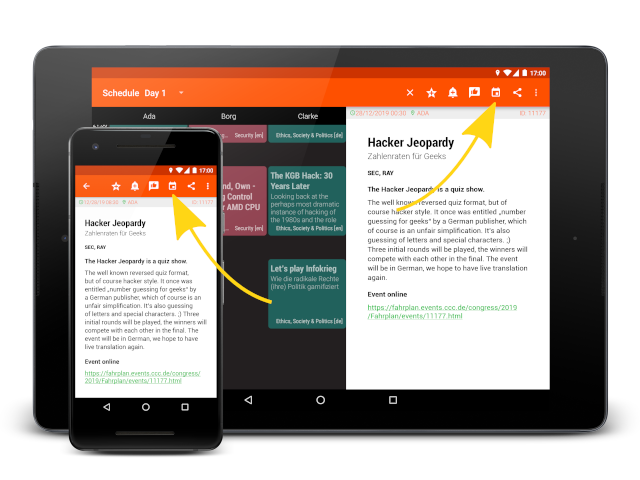 17:00
Schedule Day 1
Ada Borg Clarke
Security [en]
Ethics, Society & Politics [en]
28/12/2019 00:30 ADA ID: 11177
Hacker Jeopardy
Zahlenraten für Geeks
SEC, RAY
The Hacker Jeopardy is a quiz show.
The well known reversed quiz format, but of
course hacker style. It once was entitled „number
guessing for geeks“ by a German publisher, which
of course is an unfair simplification. It's also
guessing of letters and special characters. ;)
Three initial rounds will be played, the winners will
compete with each other in the final. The event
will be in German, we hope to have live translation
again.
Event online
https://fahrplan.events.ccc.de/congress/2019
/Fahrplan/events/11177.html
nd, Own -
g Control
AMD CPU
Security [en]
The KGB Hack: 30
Years Later
Looking back at the
perhaps most dramatic
instance of hacking of
the 1980s and the role
Ethics, Society & Politics [en]
Let's play Infokrieg
Wie die radikale Rechte
(ihre) Politik gamifiziert
Ethics, Society & Politics [de]
17:00
ADA ID: 11177
Hacker Jeopardy
Zahlenraten für Geeks
SEC, RAY
The Hacker Jeopardy is a quiz show.
The well known reversed quiz format,
but of course hacker style. It once was
entitled „number guessing for geeks“ by
a German publisher, which of course is an
unfair simplification. It's also guessing
of letters and special characters. ;) Three
initial rounds will be played, the winners will
compete with each other in the final. The
event will be in German, we hope to have
live translation again.
Event online
https://fahrplan.events.ccc.de/congress/
2019/Fahrplan/events/11177.html